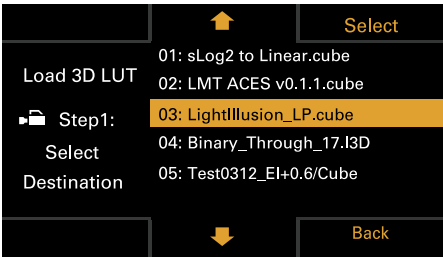 Select
Load 3D LUT
Step1:
Select
Destination
01: sLog2 to Linear.cube
02: LMT ACES v0.1.1.cube
03: LightIllusion_LP.cube
04: Binary_Through_17.l3D
05: Test0312_EI+0.6/Cube
Back